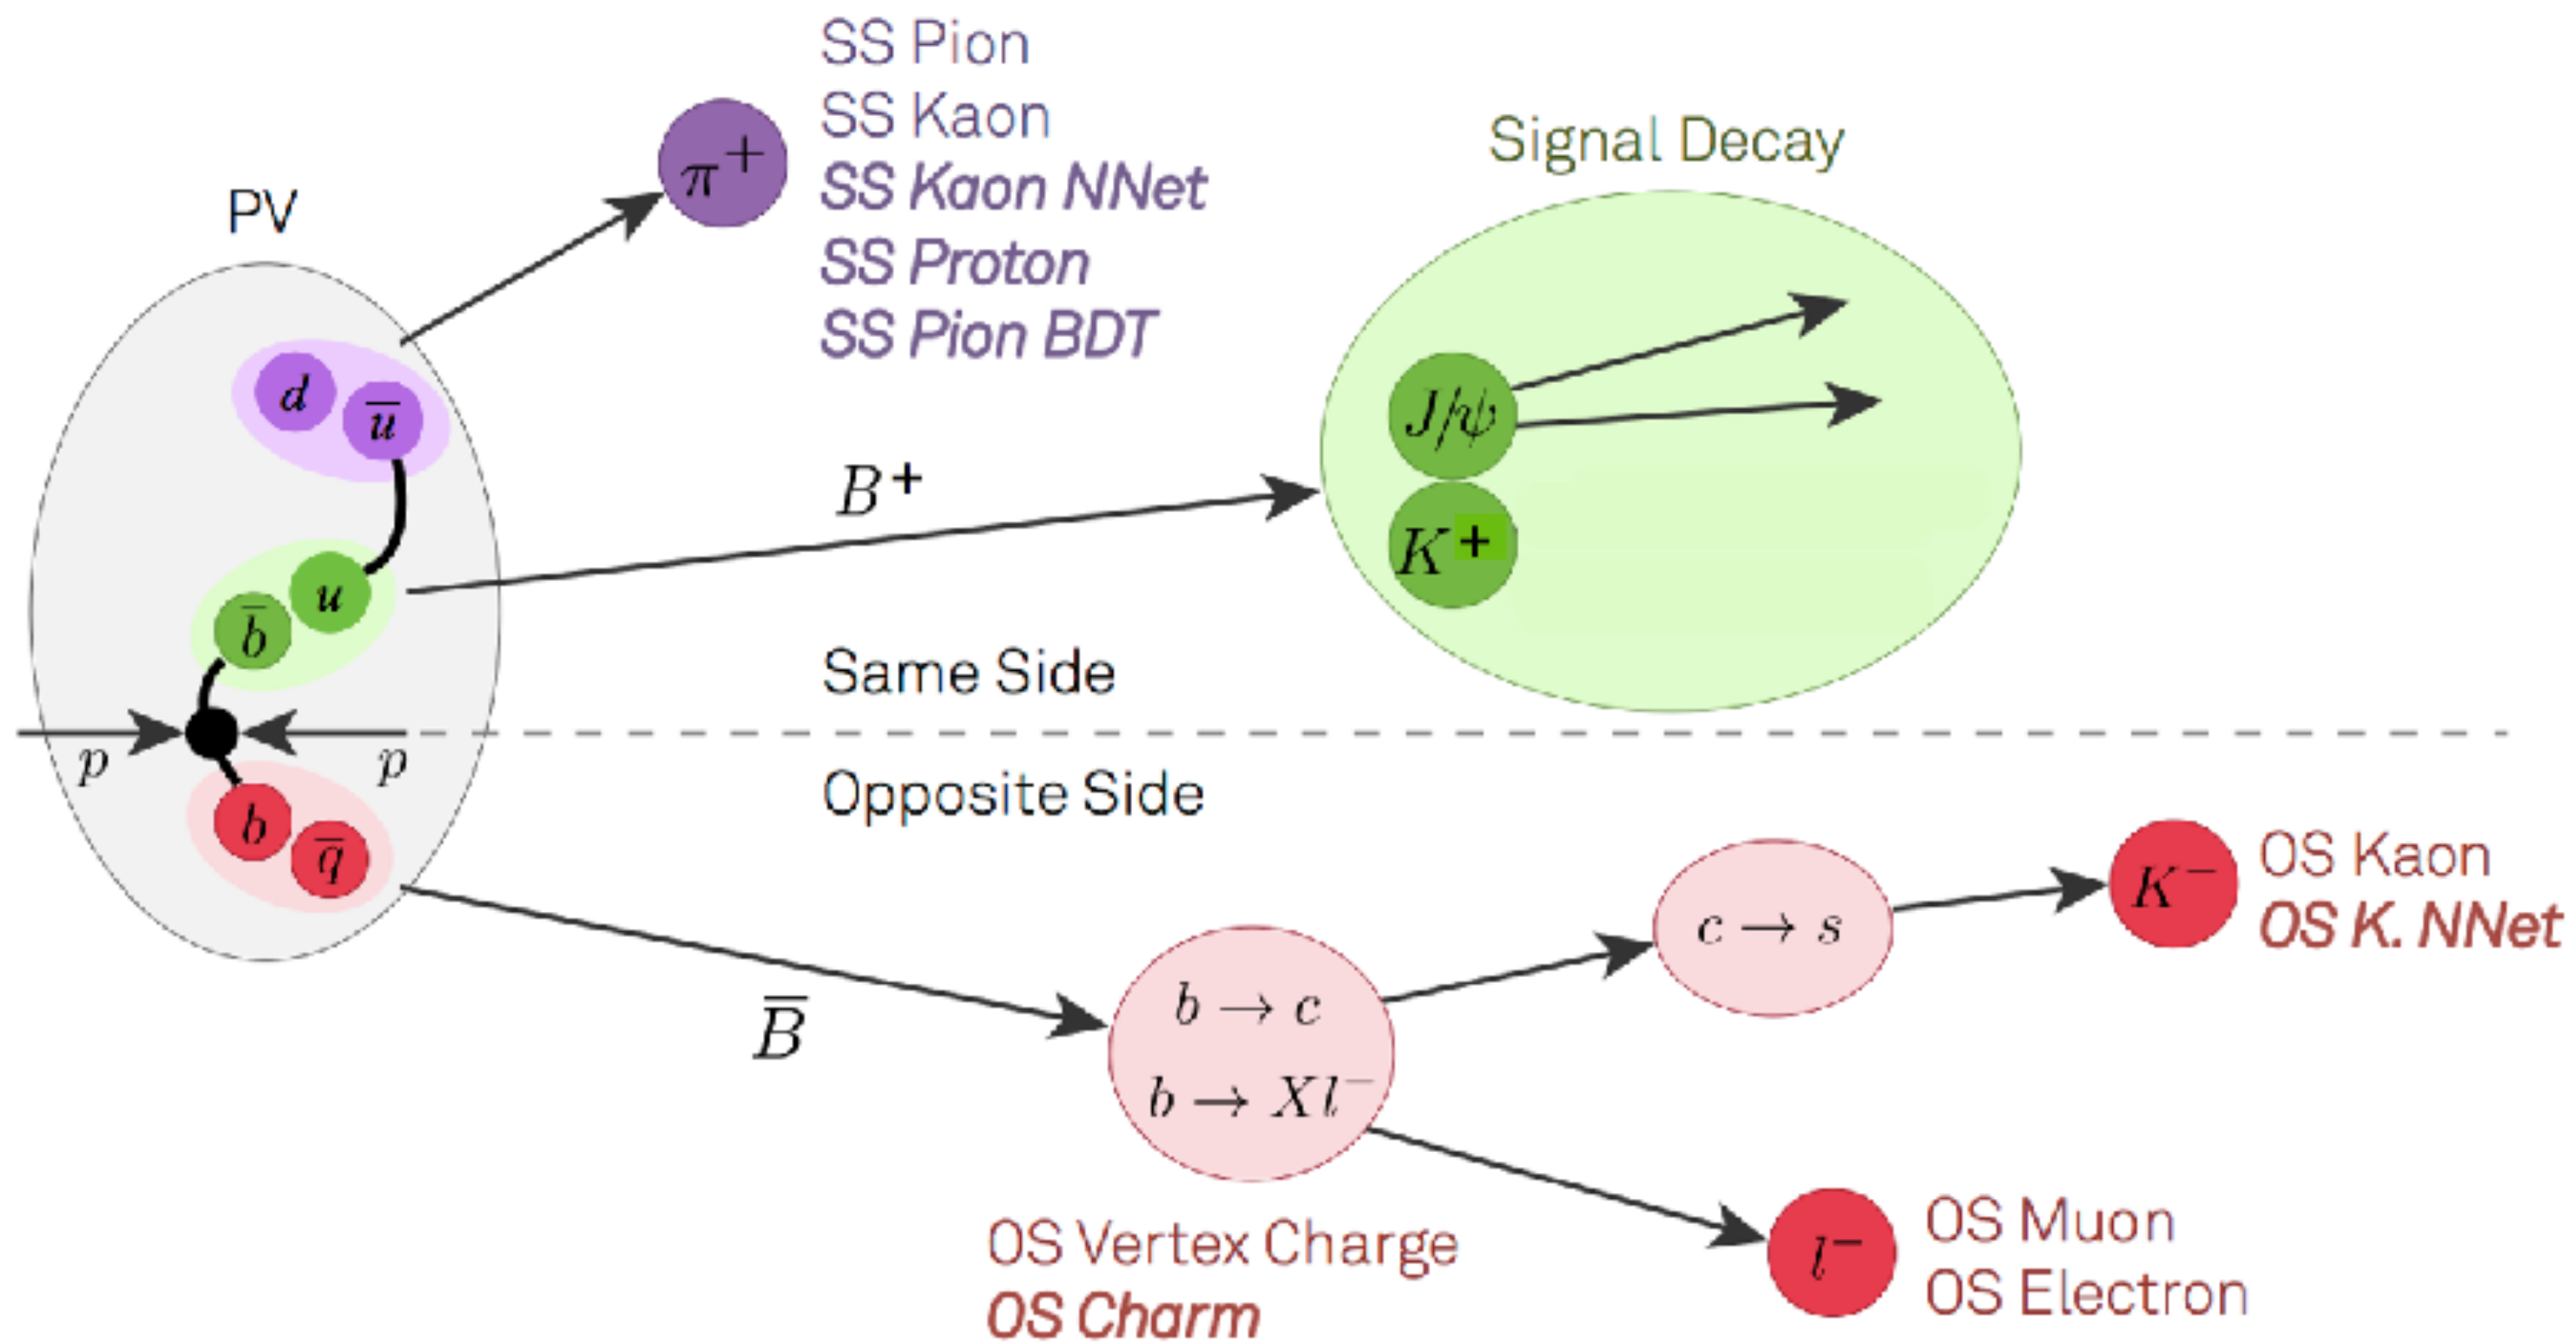 SS Pion
SS Kaon
SS Kaon NNet
SS Proton
SS Pion BDT
π⁺
Signal Decay
PV
d
u̅
J/ψ
B⁺
K⁺
u
b̅
Same Side
p
p
Opposite Side
b
q̅
B̅
b → c
b → Xl⁻
c → s
K⁻
OS Kaon
OS K. NNet
OS Vertex Charge
OS Charm
l⁻
OS Muon
OS Electron